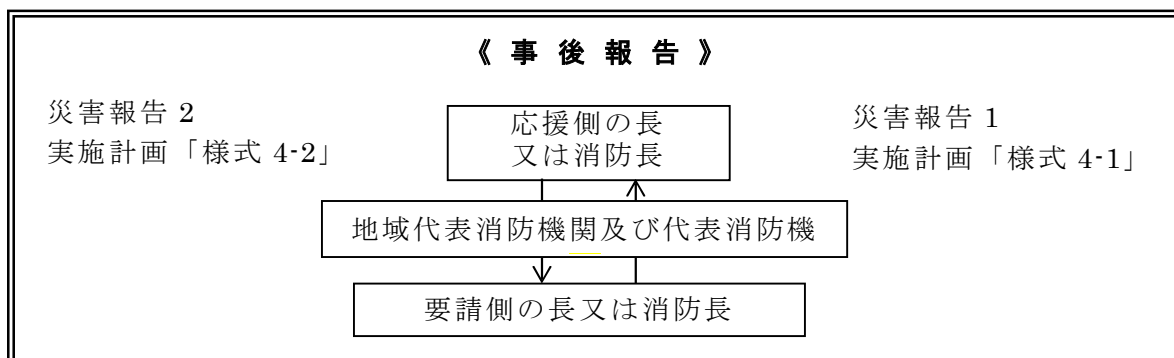 《 事 後 報 告 》
災害報告 2
実施計画「様式 4-2」
応援側の長
又は消防長
災害報告 1
実施計画「様式 4-1」
地域代表消防機関及び代表消防機
要請側の長又は消防長